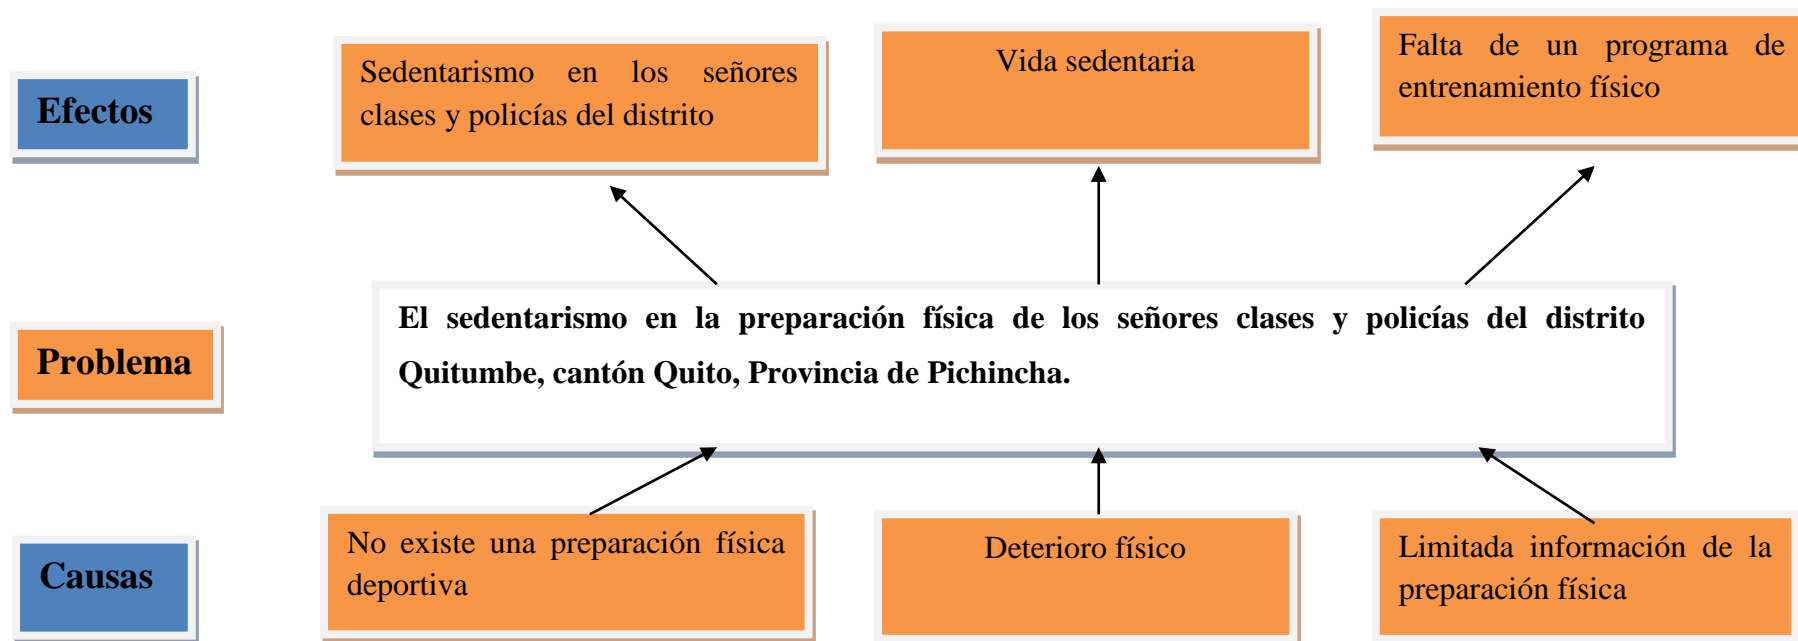 Efectos
Sedentarismo en los señores
clases y policías del distrito
Vida sedentaria
Falta de un programa de
entrenamiento físico
Problema
El sedentarismo en la preparación física de los señores clases y policías del distrito
Quitumbe, cantón Quito, Provincia de Pichincha.
Causas
No existe una preparación física
deportiva
Deterioro físico
Limitada información de la
preparación física